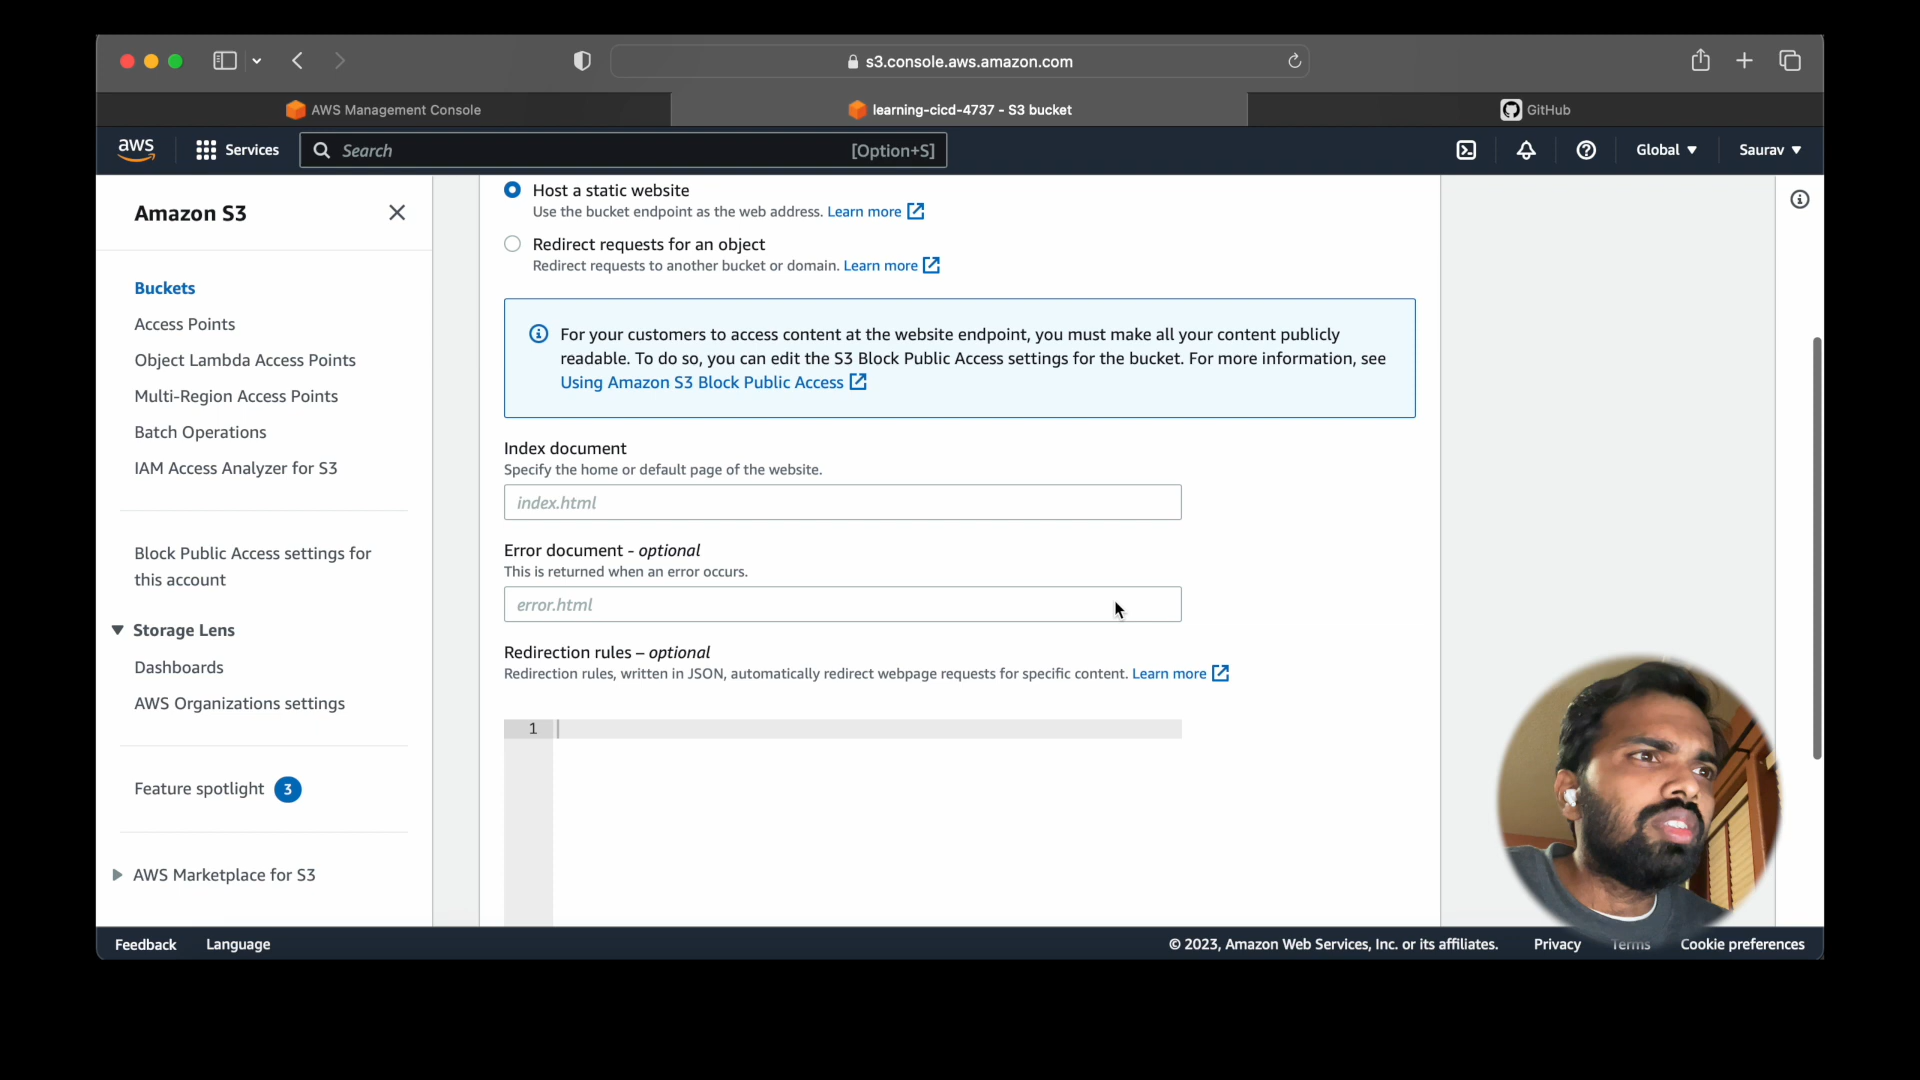 s3.console.aws.amazon.com
AWS Management Console
learning-cicd-4737 - S3 bucket
GitHub
aws
Services
Search
[Option+S]
Global
Saurav
Amazon S3
Buckets
Access Points
Object Lambda Access Points
Multi-Region Access Points
Batch Operations
IAM Access Analyzer for S3
Block Public Access settings for
this account
Storage Lens
Dashboards
AWS Organizations settings
Feature spotlight 3
AWS Marketplace for S3
Host a static website
Use the bucket endpoint as the web address. Learn more
Redirect requests for an object
Redirect requests to another bucket or domain. Learn more
For your customers to access content at the website endpoint, you must make all your content publicly
readable. To do so, you can edit the S3 Block Public Access settings for the bucket. For more information, see
Using Amazon S3 Block Public Access
Index document
Specify the home or default page of the website.
index.html
Error document - optional
This is returned when an error occurs.
error.html
Redirection rules – optional
Redirection rules, written in JSON, automatically redirect webpage requests for specific content. Learn more
1
Feedback
Language
© 2023, Amazon Web Services, Inc. or its affiliates.
Privacy
Terms
Cookie preferences